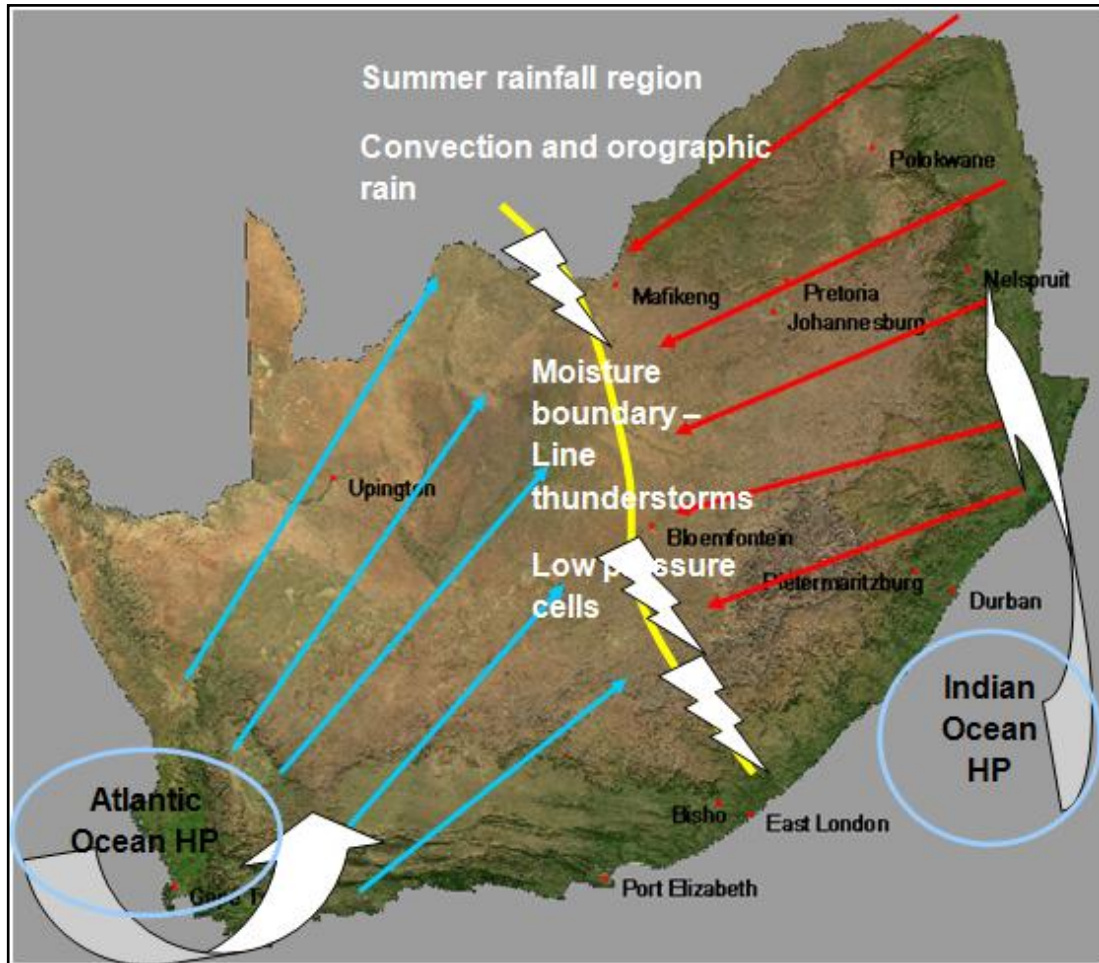 Summer rainfall region
Convection and orographic
rain
Polokwane
Nelspruit
Mafikeng
Pretoria
Johannesburg
Moisture
boundary –
Line
thunderstorms
Upington
Bloemfontein
Low pressure
cells
Pietermaritzburg
Durban
Indian
Ocean
HP
Atlantic
Ocean HP
Bisho
East London
Port Elizabeth